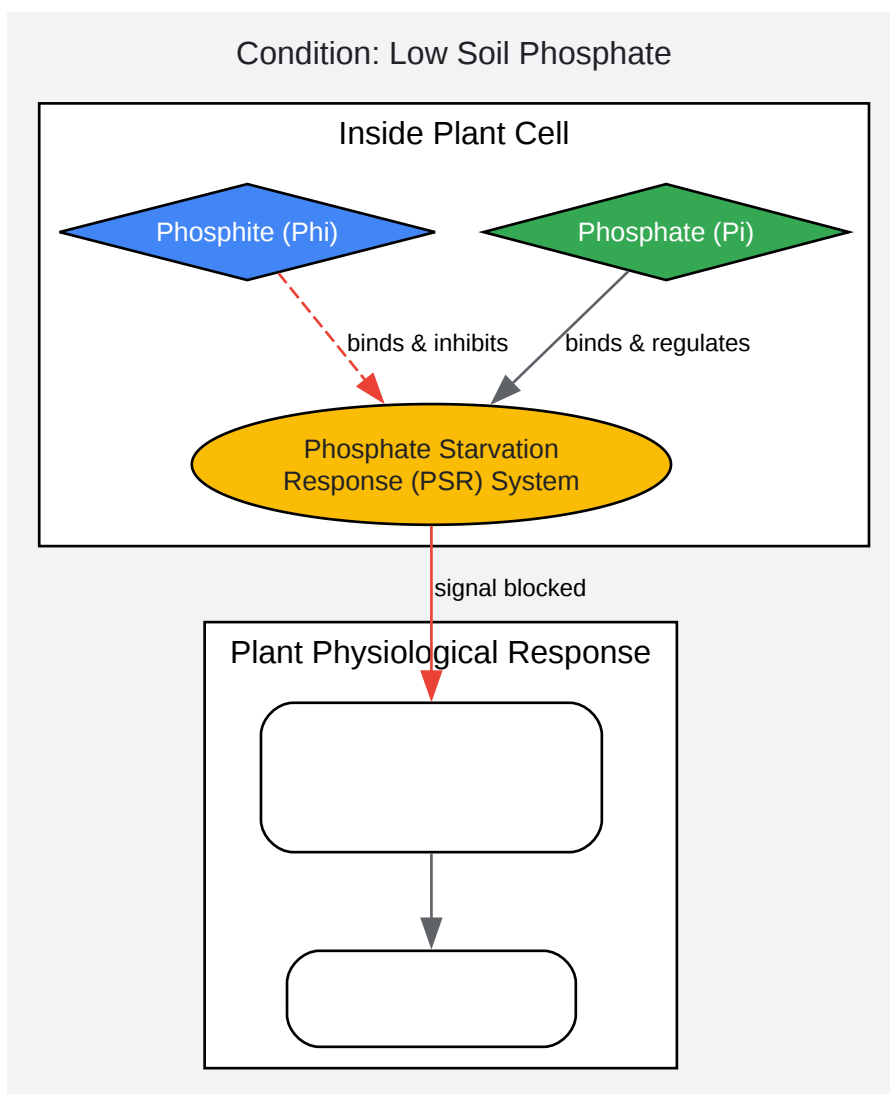 Condition: Low Soil Phosphate
Inside Plant Cell
Phosphite (Phi)
Phosphate (Pi)
binds & inhibits
binds & regulates
Phosphate Starvation
Response (PSR) System
signal blocked
Plant Physiological Response